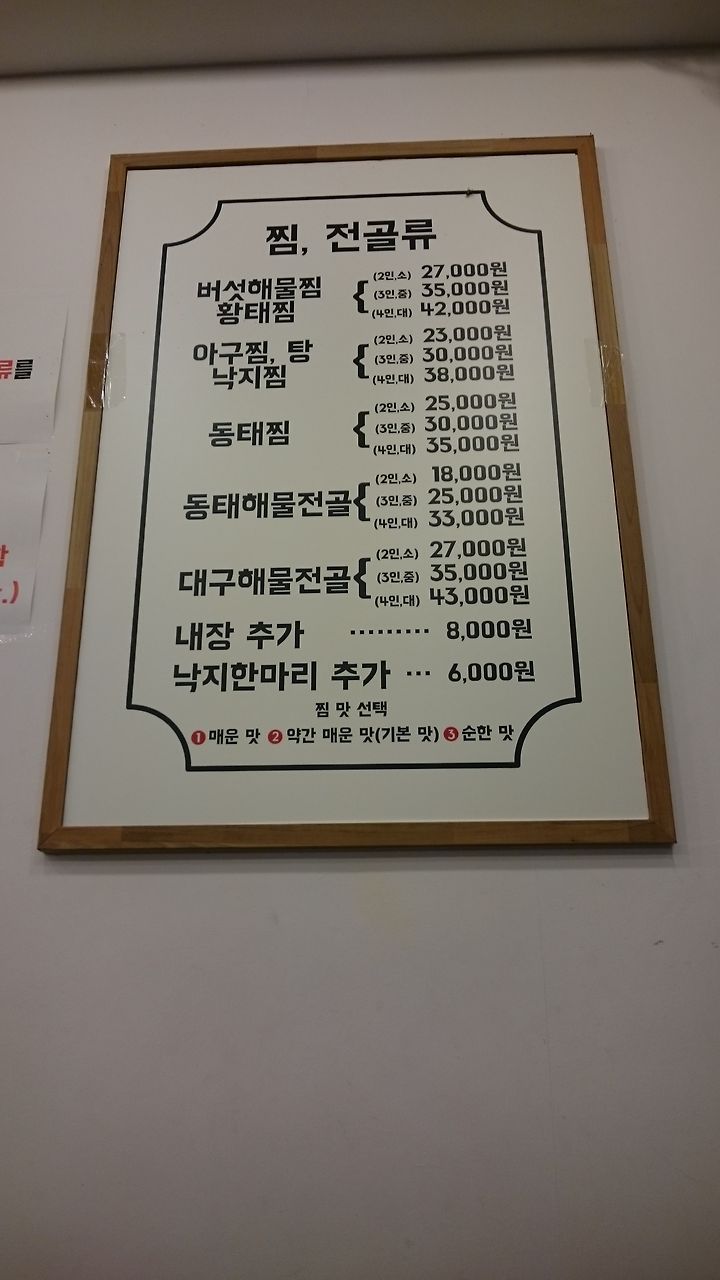 찜, 전골류
버섯해물찜
황태찜
{ (2인,소) 27,000원
(3인,중) 35,000원
(4인,대) 42,000원
아구찜, 탕
낙지찜
{ (2인,소) 23,000원
(3인,중) 30,000원
(4인,대) 38,000원
동태찜 { (2인,소) 25,000원
(3인,중) 30,000원
(4인,대) 35,000원
동태해물전골 { (2인,소) 18,000원
(3인,중) 25,000원
(4인,대) 33,000원
대구해물전골 { (2인,소) 27,000원
(3인,중) 35,000원
(4인,대) 43,000원
내장 추가 ········· 8,000원
낙지한마리 추가 ··· 6,000원
찜 맛 선택
❶ 매운 맛 ❷ 약간 매운 맛(기본 맛) ❸ 순한 맛
류를